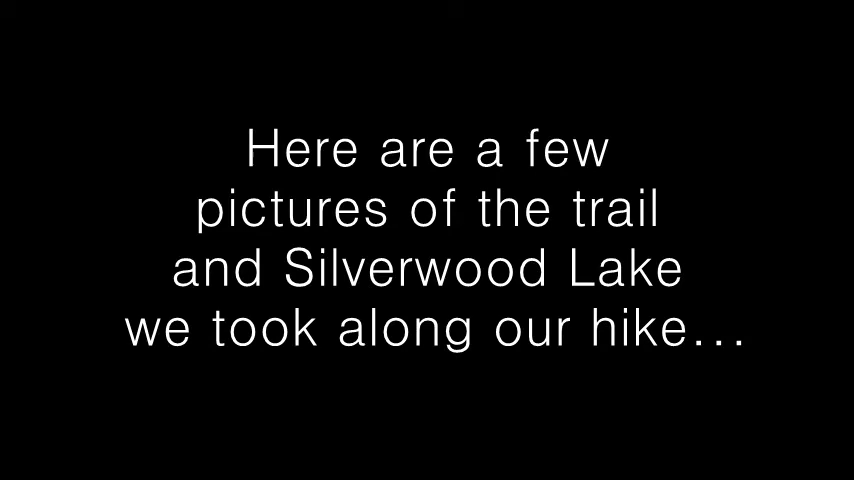 Here are a few
pictures of the trail
and Silverwood Lake
we took along our hike...